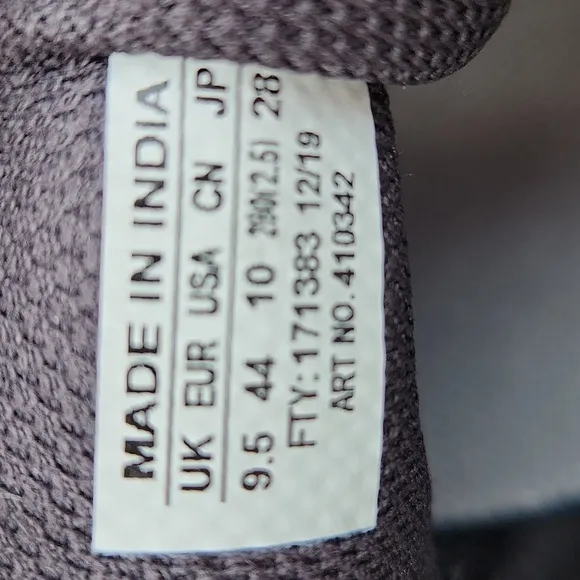 MADE IN INDIA
UK EUR USA CN JP
9.5 44 10 290(2.5) 28
FTY: 171383 12/19
ART NO. 410342